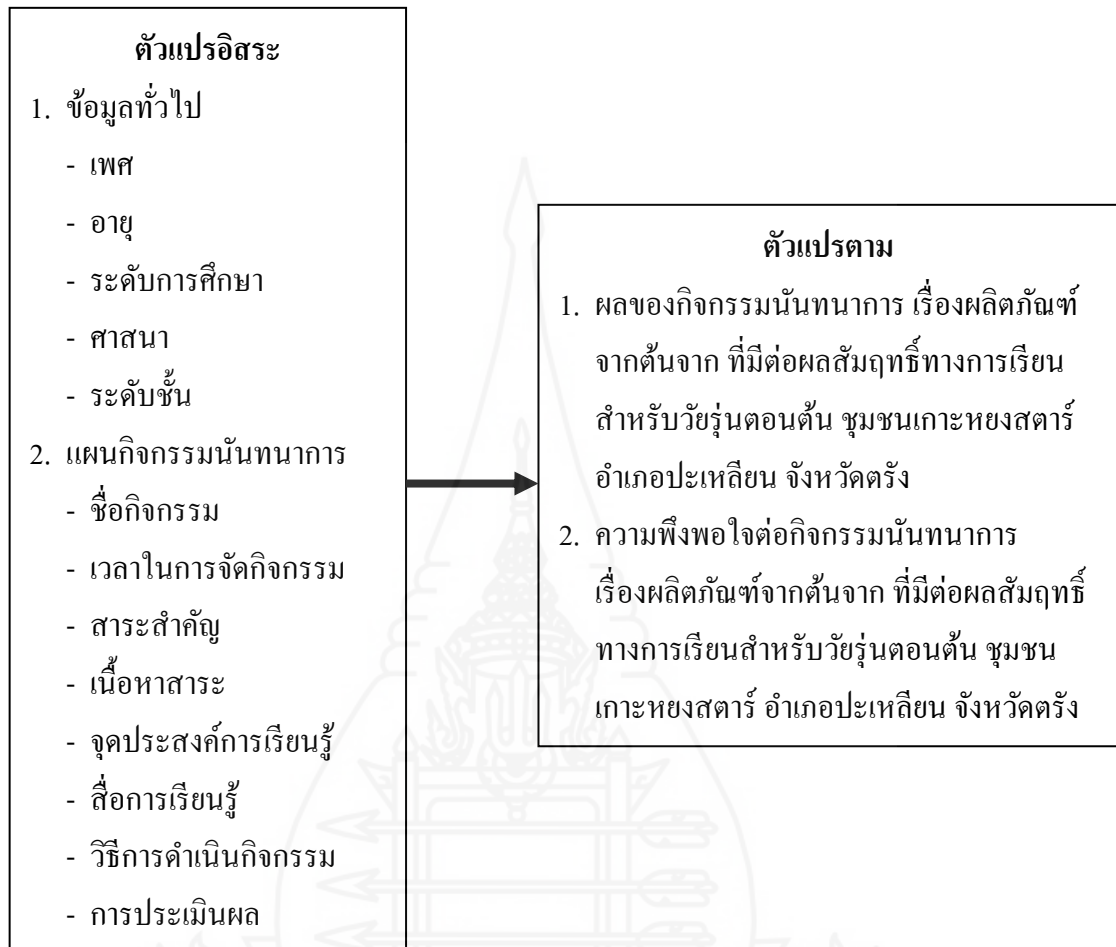 ตัวแปรอิสระ
1. ข้อมูลทั่วไป
- เพศ
- อายุ
- ระดับการศึกษา
- ศาสนา
- ระดับชั้น
2. แผนกิจกรรมนันทนาการ
- ชื่อกิจกรรม
- เวลาในการจัดกิจกรรม
- สาระสำคัญ
- เนื้อหาสาระ
- จุดประสงค์การเรียนรู้
- สื่อการเรียนรู้
- วิธีการดำเนินกิจกรรม
- การประเมินผล
ตัวแปรตาม
1. ผลของกิจกรรมนันทนาการ เรื่องผลิตภัณฑ์
จากต้นจาก ที่มีต่อผลสัมฤทธิ์ทางการเรียน
สำหรับวัยรุ่นตอนต้น ชุมชนเกาะหยงสตาร์
อำเภอปะเหลียน จังหวัดตรัง
2. ความพึงพอใจต่อกิจกรรมนันทนาการ
เรื่องผลิตภัณฑ์จากต้นจาก ที่มีต่อผลสัมฤทธิ์
ทางการเรียนสำหรับวัยรุ่นตอนต้น ชุมชน
เกาะหยงสตาร์ อำเภอปะเหลียน จังหวัดตรัง